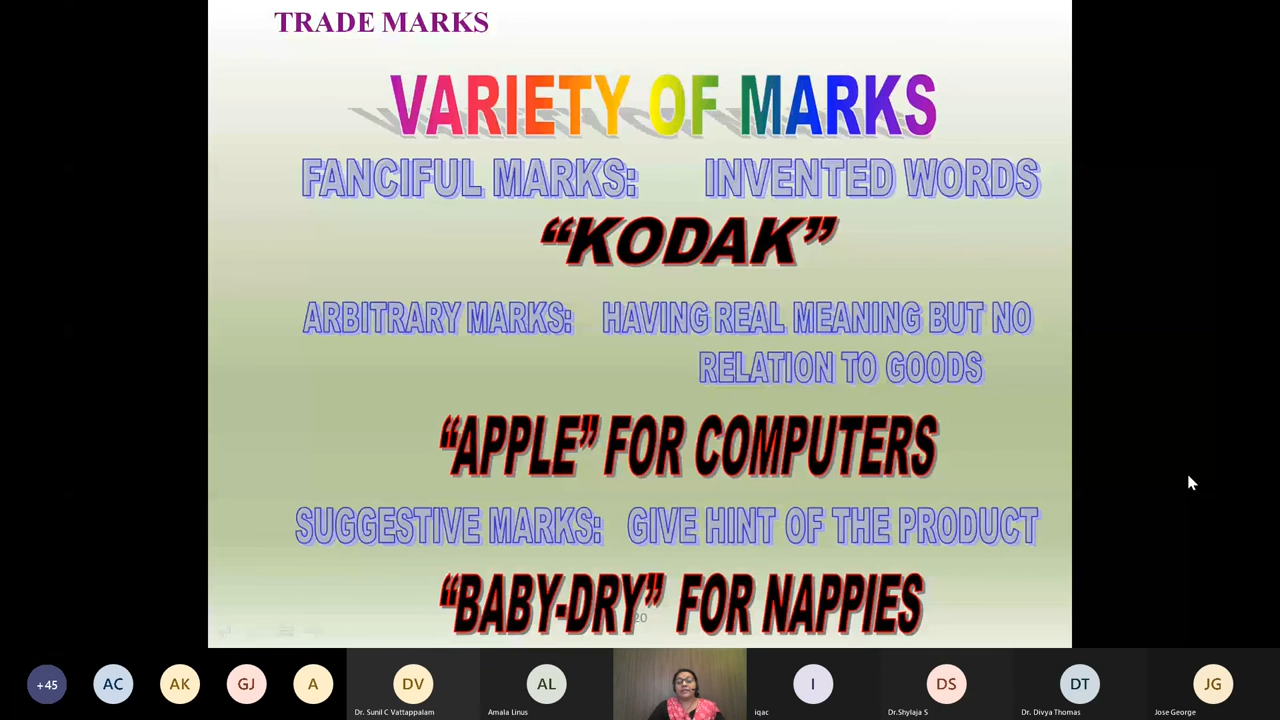 TRADE MARKS
VARIETY OF MARKS
FANCIFUL MARKS: INVENTED WORDS
“KODAK”
ARBITRARY MARKS: HAVING REAL MEANING BUT NO
RELATION TO GOODS
“APPLE” FOR COMPUTERS
SUGGESTIVE MARKS: GIVE HINT OF THE PRODUCT
“BABY-DRY” FOR NAPPIES
20
+45 AC AK GJ A DV AL I DS DT JG
Dr. Sunil C Vattappalam Amala Linus iqac Dr.Shylaja S Dr. Divya Thomas Jose George